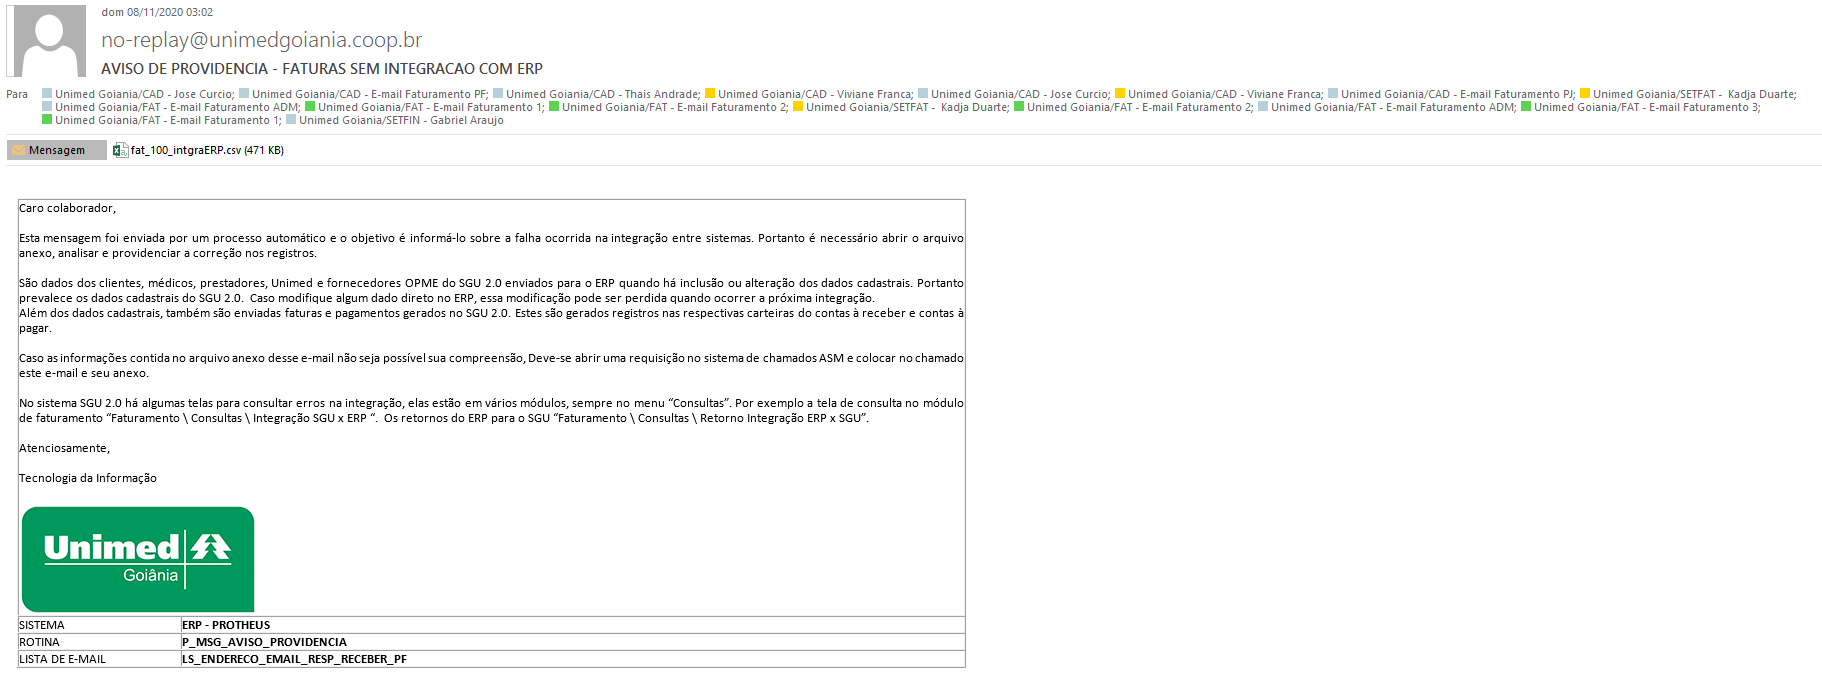 dom 08/11/2020 03:02
no-replay@unimedgoiania.coop.br
AVISO DE PROVIDENCIA - FATURAS SEM INTEGRACAO COM ERP
Para Unimed Goiania/CAD - Jose Curcio; Unimed Goiania/CAD - E-mail Faturamento PF; Unimed Goiania/CAD - Thais Andrade; Unimed Goiania/CAD - Viviane Franca; Unimed Goiania/CAD - Jose Curcio; Unimed Goiania/CAD - Viviane Franca; Unimed Goiania/CAD - E-mail Faturamento PJ; Unimed Goiania/SETFAT - Kadja Duarte;
Unimed Goiania/FAT - E-mail Faturamento ADM; Unimed Goiania/FAT - E-mail Faturamento 1; Unimed Goiania/FAT - E-mail Faturamento 2; Unimed Goiania/SETFAT - Kadja Duarte; Unimed Goiania/FAT - E-mail Faturamento 2; Unimed Goiania/FAT - E-mail Faturamento ADM; Unimed Goiania/FAT - E-mail Faturamento 3;
Unimed Goiania/FAT - E-mail Faturamento 1; Unimed Goiania/SETFIN - Gabriel Araujo
Mensagem fat_100_intgraERP.csv (471 KB)
Caro colaborador,
Esta mensagem foi enviada por um processo automático e o objetivo é informá-lo sobre a falha ocorrida na integração entre sistemas. Portanto é necessário abrir o arquivo
anexo, analisar e providenciar a correção nos registros.
São dados dos clientes, médicos, prestadores, Unimed e fornecedores OPME do SGU 2.0 enviados para o ERP quando há inclusão ou alteração dos dados cadastrais. Portanto
prevalece os dados cadastrais do SGU 2.0. Caso modifique algum dado direto no ERP, essa modificação pode ser perdida quando ocorrer a próxima integração.
Além dos dados cadastrais, também são enviadas faturas e pagamentos gerados no SGU 2.0. Estes são gerados registros nas respectivas carteiras do contas à receber e contas à
pagar.
Caso as informações contida no arquivo anexo desse e-mail não seja possível sua compreensão, Deve-se abrir uma requisição no sistema de chamados ASM e colocar no chamado
este e-mail e seu anexo.
No sistema SGU 2.0 há algumas telas para consultar erros na integração, elas estão em vários módulos, sempre no menu “Consultas”. Por exemplo a tela de consulta no módulo
de faturamento “Faturamento \ Consultas \ Integração SGU x ERP “. Os retornos do ERP para o SGU “Faturamento \ Consultas \ Retorno Integração ERP x SGU”.
Atenciosamente,
Tecnologia da Informação
Unimed
Goiânia
SISTEMA ERP - PROTHEUS
ROTINA P_MSG_AVISO_PROVIDENCIA
LISTA DE E-MAIL LS_ENDERECO_EMAIL_RESP_RECEBER_PF